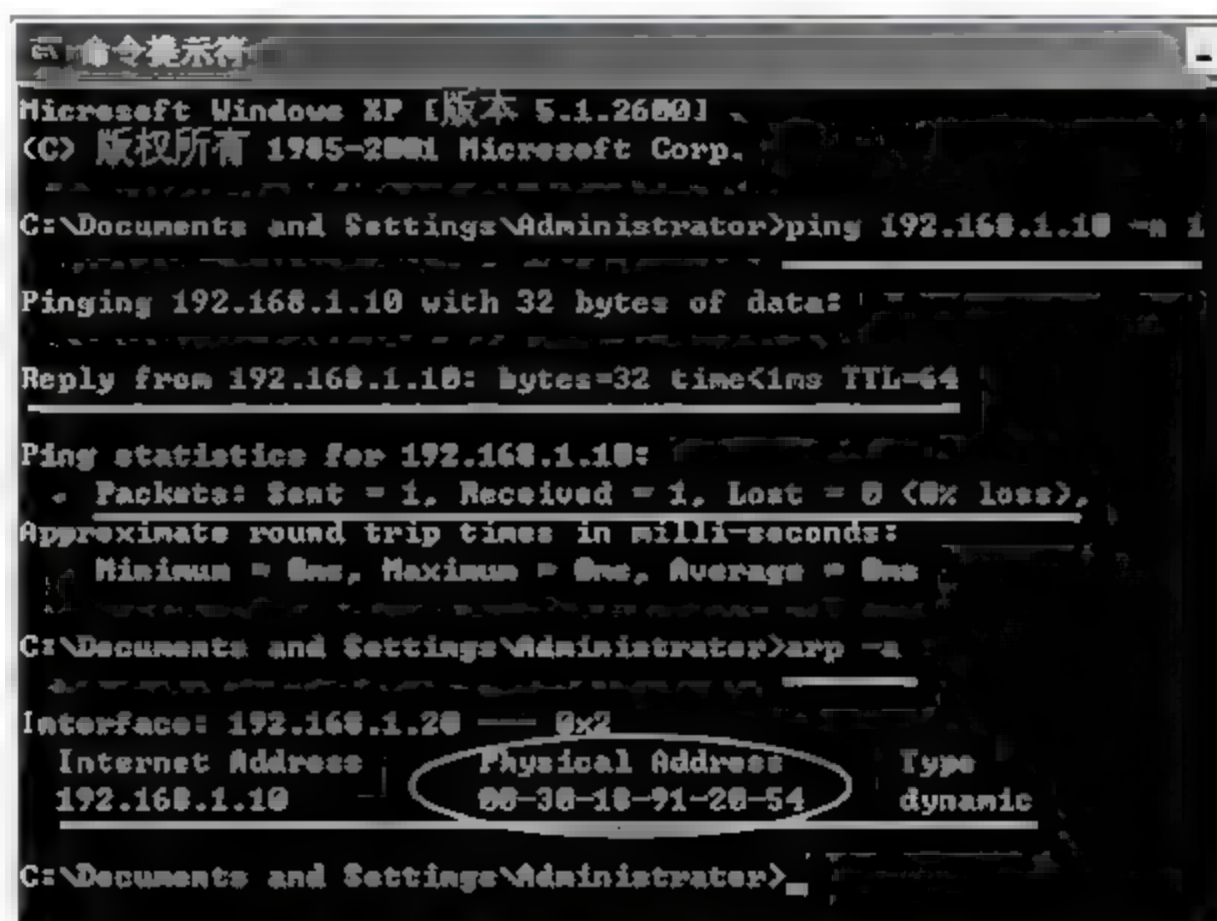 命令提示符
Microsoft Windows XP [版本 5.1.2600]
(C) 版权所有 1985-2001 Microsoft Corp.
C:\Documents and Settings\Administrator>ping 192.168.1.10 -n 1
Pinging 192.168.1.10 with 32 bytes of data:
Reply from 192.168.1.10: bytes=32 time<1ms TTL=64
Ping statistics for 192.168.1.10:
Packets: Sent = 1, Received = 1, Lost = 0 (0% loss),
Approximate round trip times in milli-seconds:
Minimum = 0ms, Maximum = 0ms, Average = 0ms
C:\Documents and Settings\Administrator>arp -a
Interface: 192.168.1.20 --- 0x2
Internet Address Physical Address Type
192.168.1.10 00-30-18-91-20-54 dynamic
C:\Documents and Settings\Administrator>_